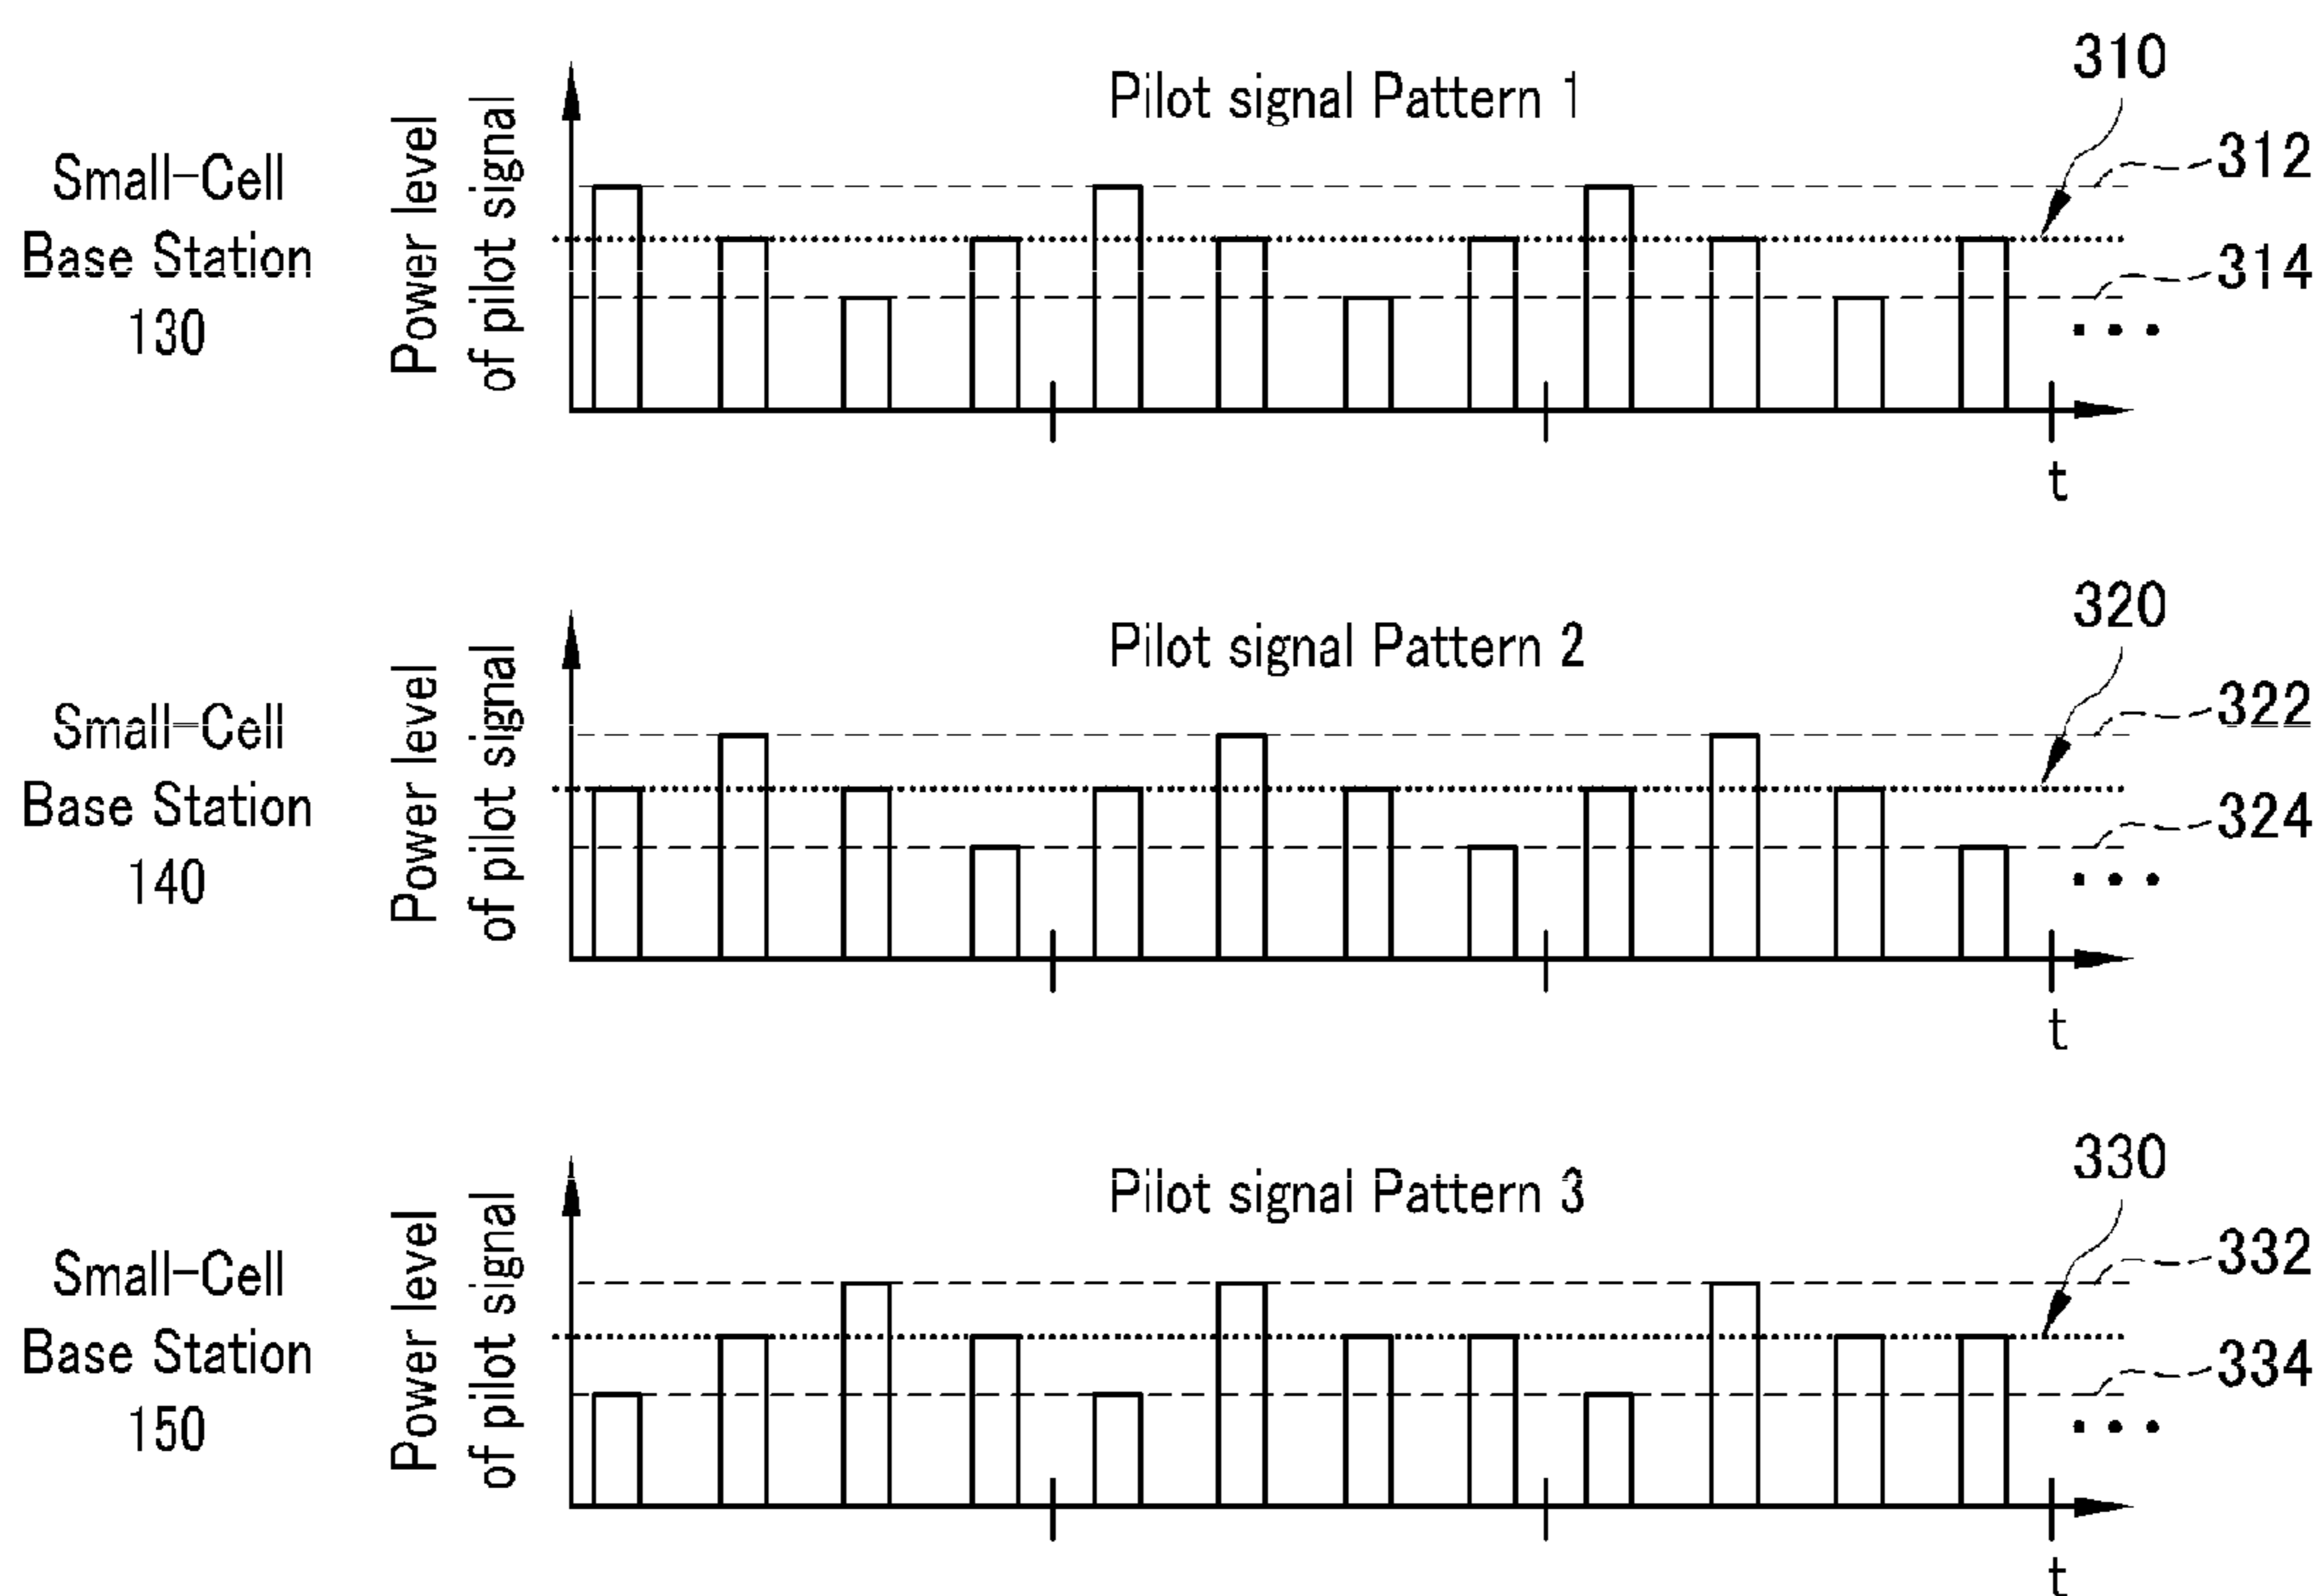 Pilot signal Pattern 1
310
312
314
Small-Cell
Base Station
130
Power level
of pilot signal
• • •
t
Pilot signal Pattern 2
320
322
324
Small-Cell
Base Station
140
Power level
of pilot signal
• • •
t
Pilot signal Pattern 3
330
332
334
Small-Cell
Base Station
150
Power level
of pilot signal
• • •
t